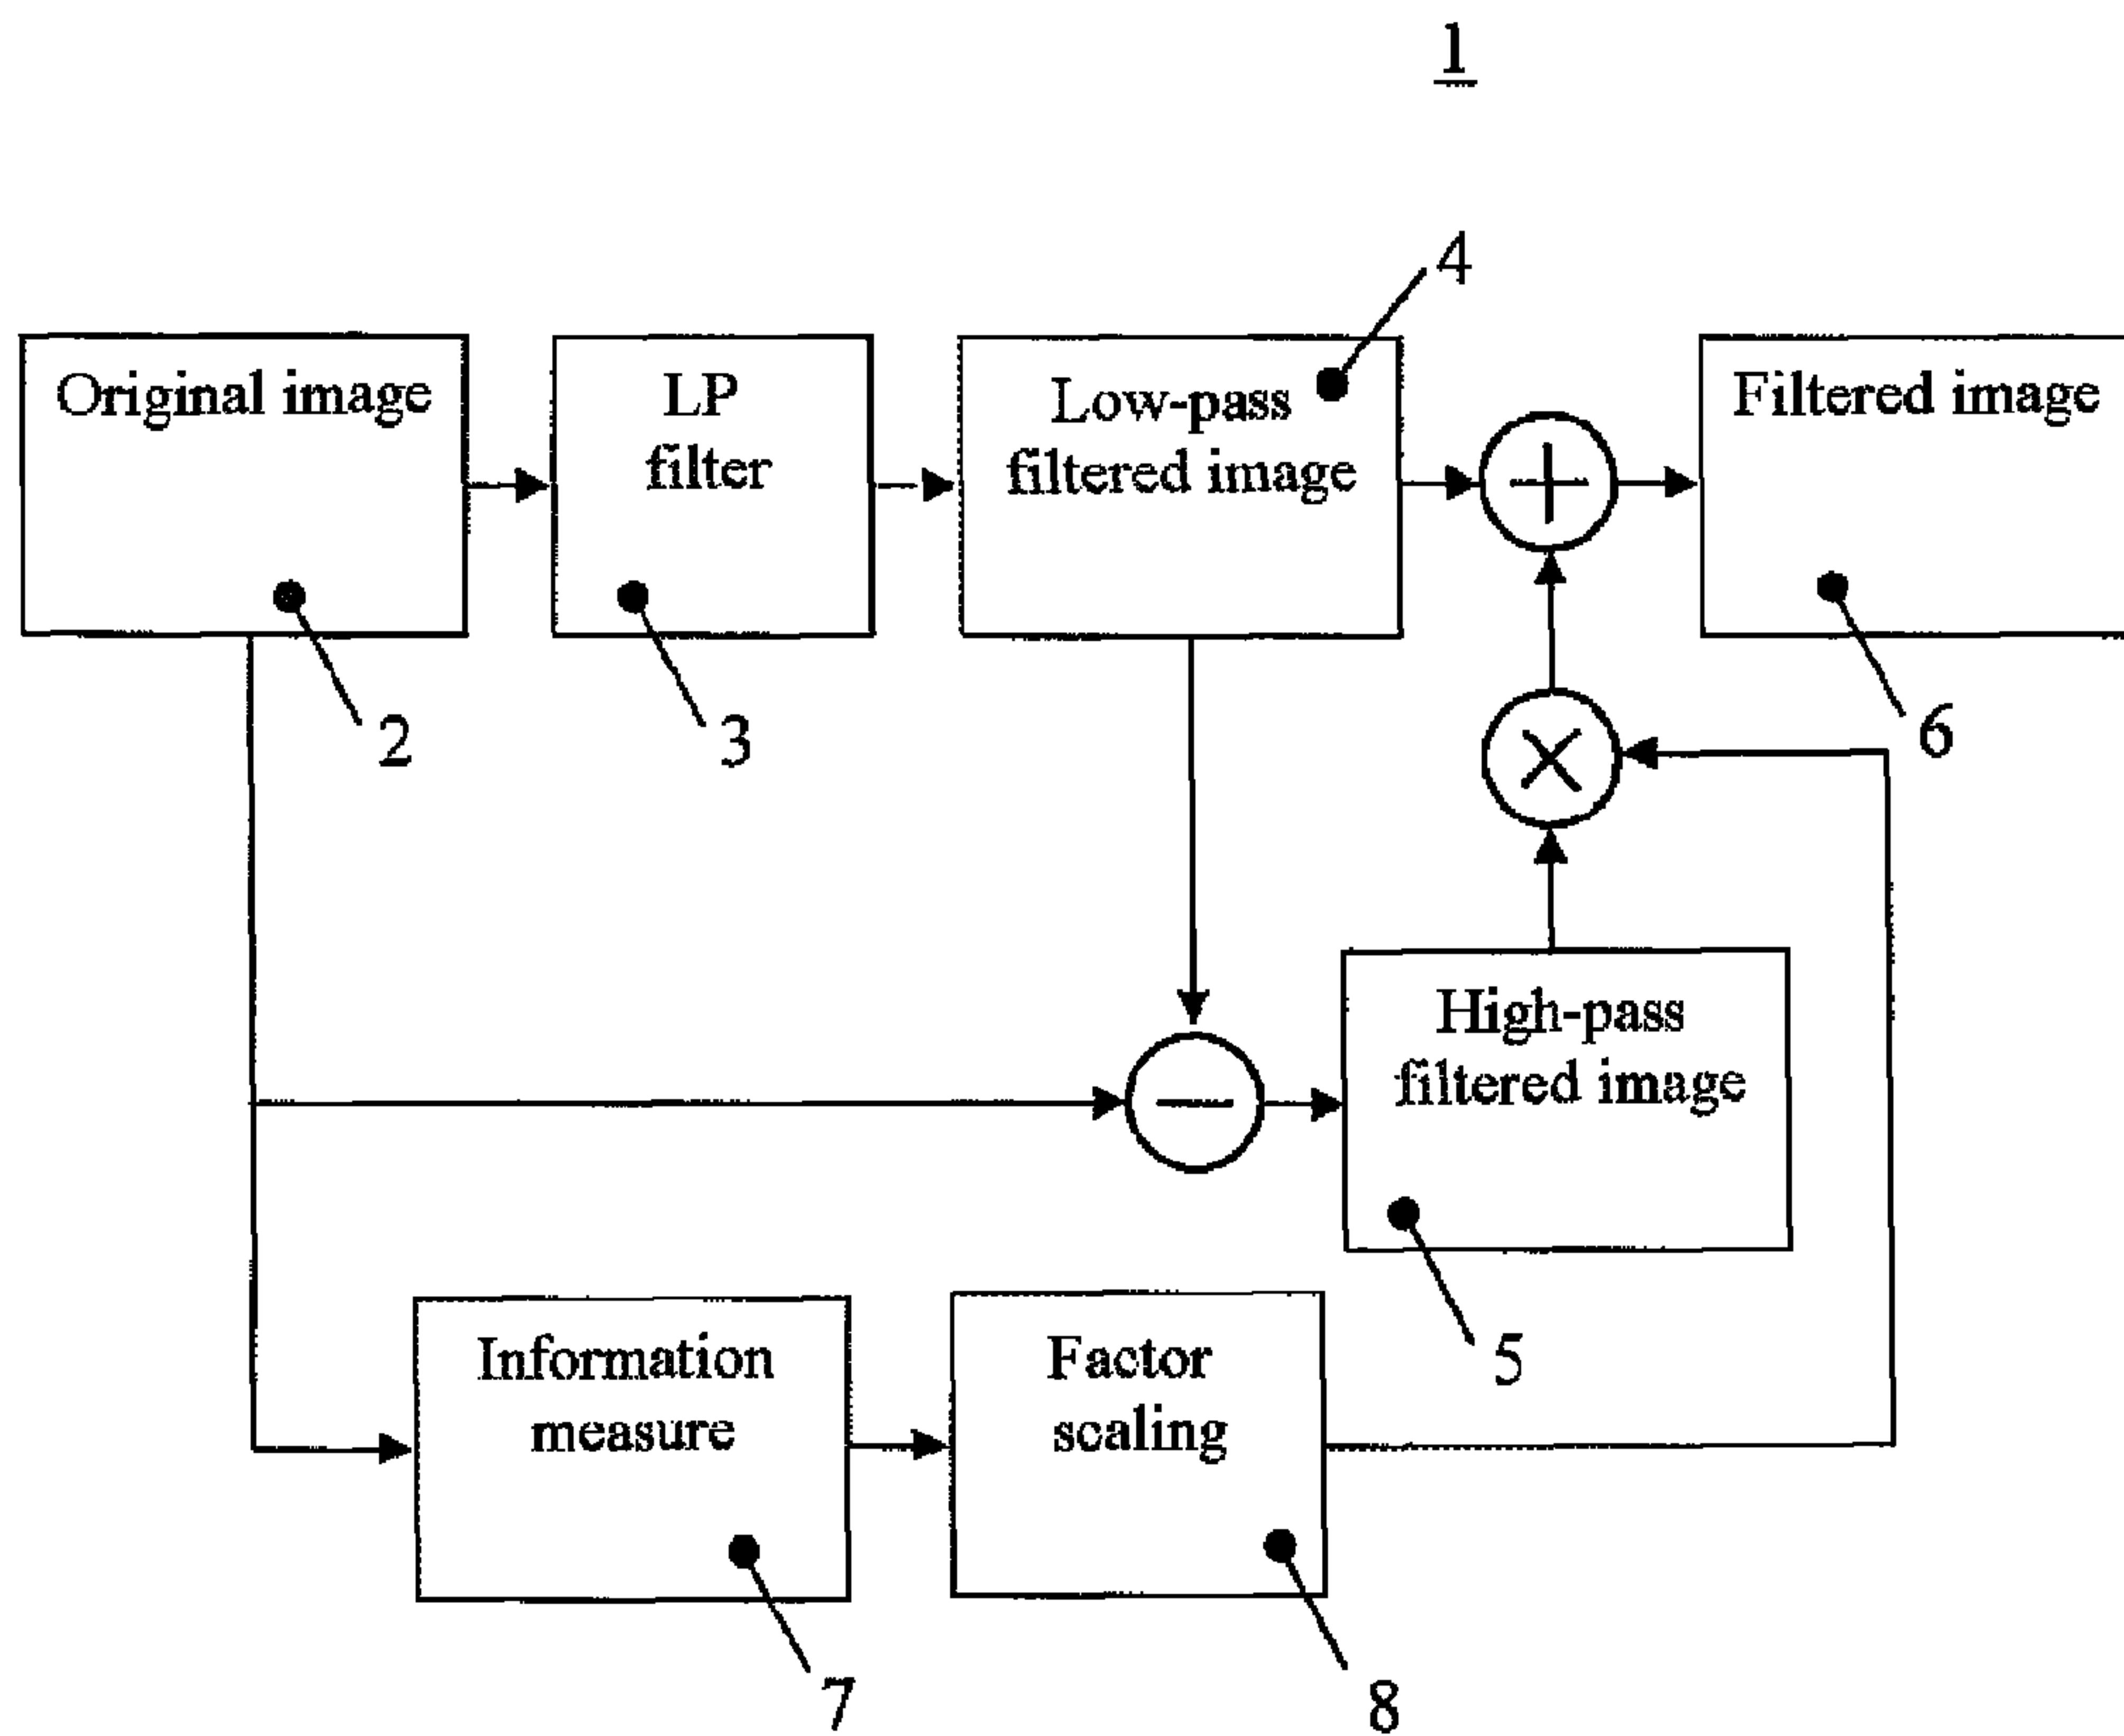 1
4
Original image
LP
filter
Low-pass
filtered image
+
Filtered image
2
3
6
×
High-pass
filtered image
−
5
Information
measure
Factor
scaling
7
8